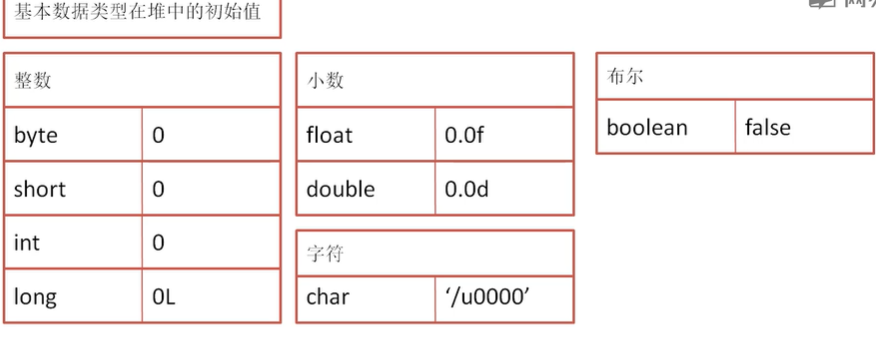 基本数据类型在堆中的初始值
整数
byte 0
short 0
int 0
long 0L
小数
float 0.0f
double 0.0d
字符
char ‘/u0000’
布尔
boolean false